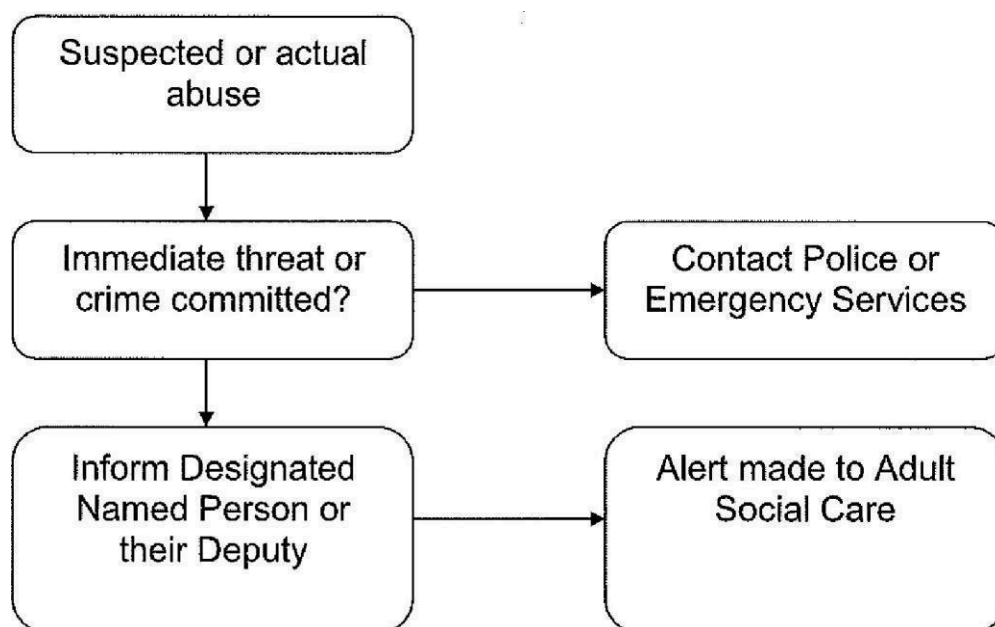 Suspected or actual
abuse
Immediate threat or
crime committed?
Contact Police or
Emergency Services
Inform Designated
Named Person or
their Deputy
Alert made to Adult
Social Care